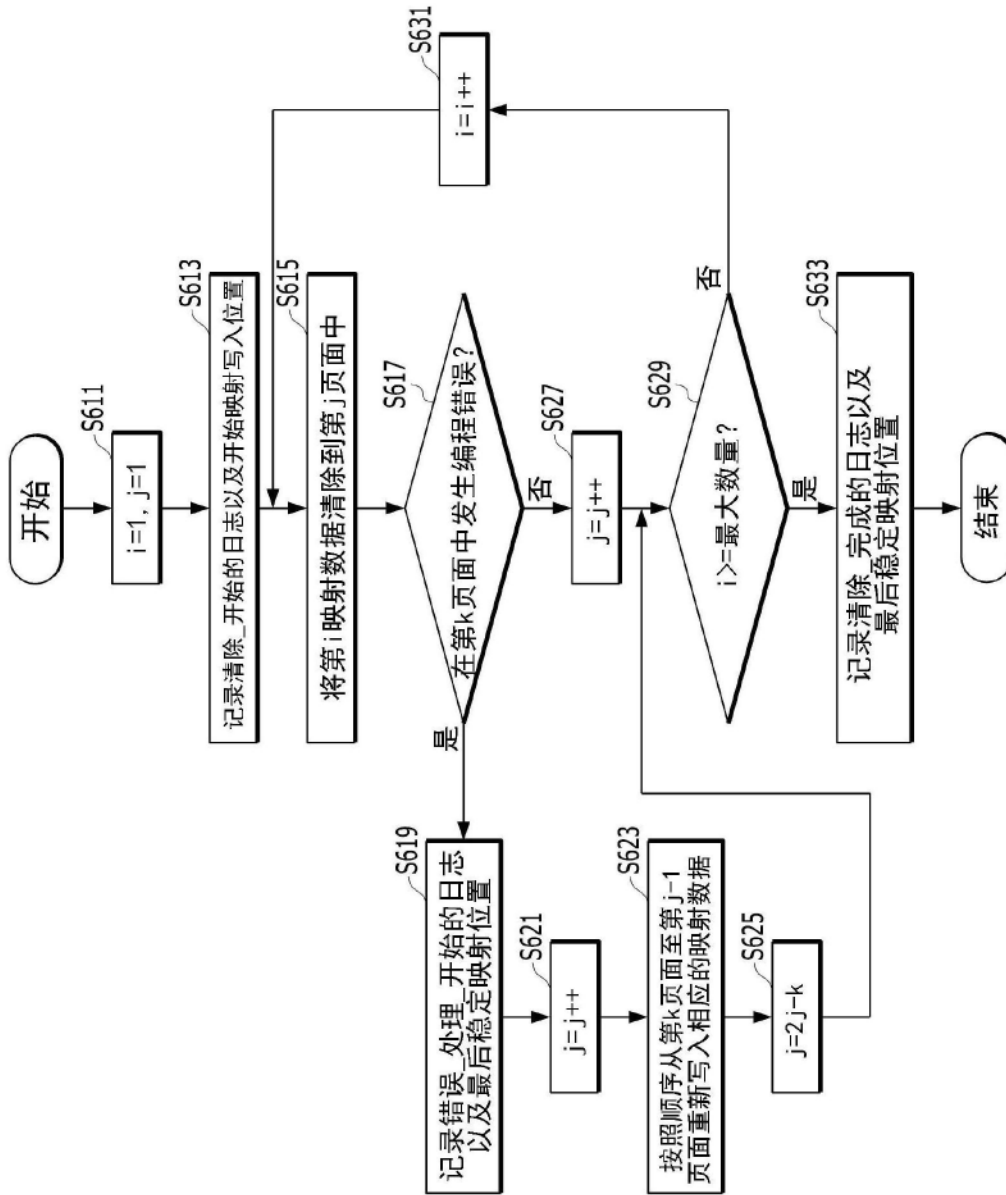 开始
S611
i=1,j=1
S613
记录清除_开始的日志以及开始映射写入位置
S615
将第i映射数据清除到第j页面中
S617
在第k页面中发生编程错误?
是
否
S619
记录错误_处理_开始的日志
以及最后稳定映射位置
S621
j=j++
S623
按照顺序从第k页面至第j-1
页面重新写入相应的映射数据
S625
j=2j-k
S627
j=j++
S629
i>=最大数量?
否
是
S631
i=i++
S633
记录清除_完成的日志以及
最后稳定映射位置
结束